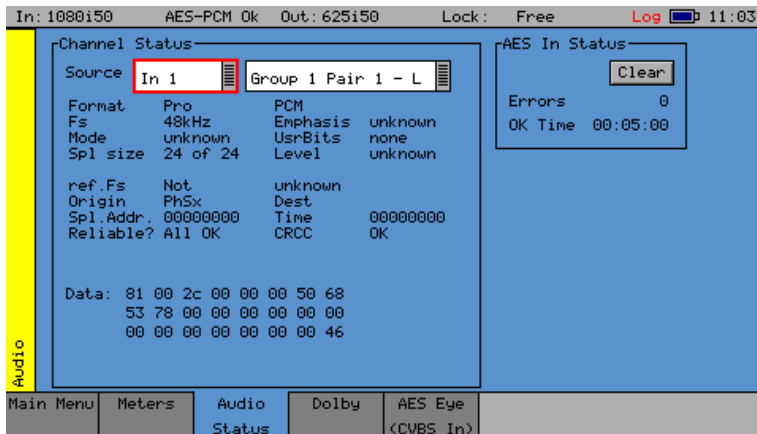 In: 1080i50 AES-PCM Ok Out: 625i50 Lock: Free Log 11:03
Channel Status
Source In 1 Group 1 Pair 1 - L
Format Pro PCM
Fs 48kHz Emphasis unknown
Mode unknown UsrBits none
Spl size 24 of 24 Level unknown
ref.Fs Not unknown
Origin PhSx Dest
Spl.Addr. 00000000 Time 00000000
Reliable? All OK CRCC OK
Data: 81 00 2c 00 00 00 50 68
53 78 00 00 00 00 00 00
00 00 00 00 00 00 00 46
AES In Status
Clear
Errors 0
OK Time 00:05:00
Audio
Main Menu Meters Audio Status Dolby AES Eye (CVBS In)